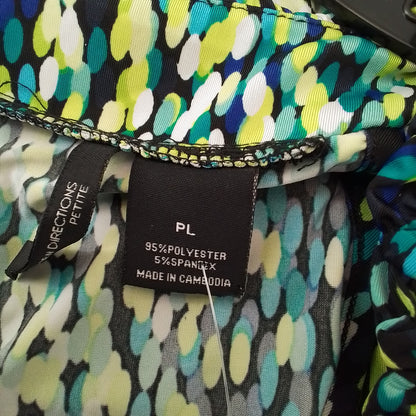 DIRECTIONS
PETITE
PL
95%POLYESTER
5%SPANDEX
MADE IN CAMBODIA